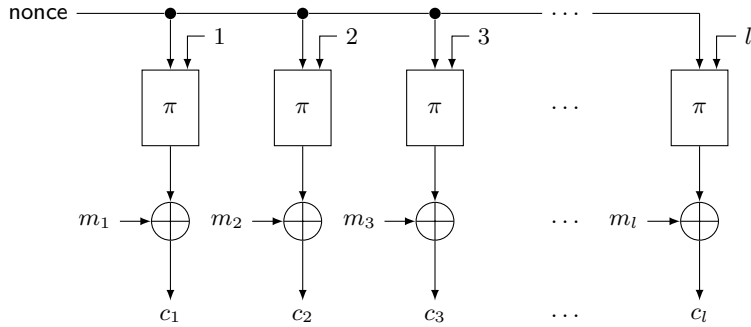 nonce ...
1 2 3 l
π π π ... π
m₁ m₂ m₃ ... mₗ
c₁ c₂ c₃ ... cₗ